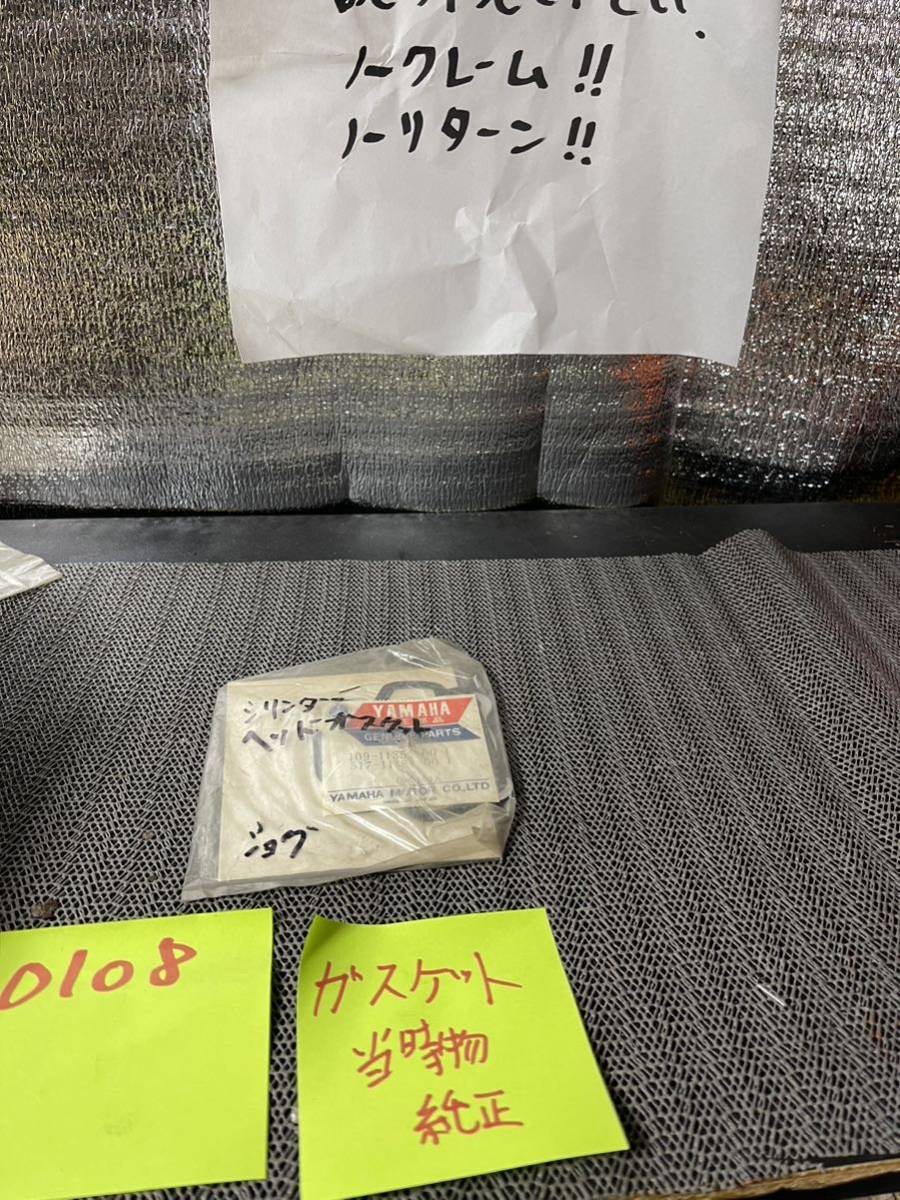 ノークレーム!!
ノーリターン!!
シリンダー
ヘッドガスケット
YAMAHA
GENUINE PARTS
YAMAHA MOTOR CO.,LTD
ジョグ
0108
ガスケット
当時物
純正